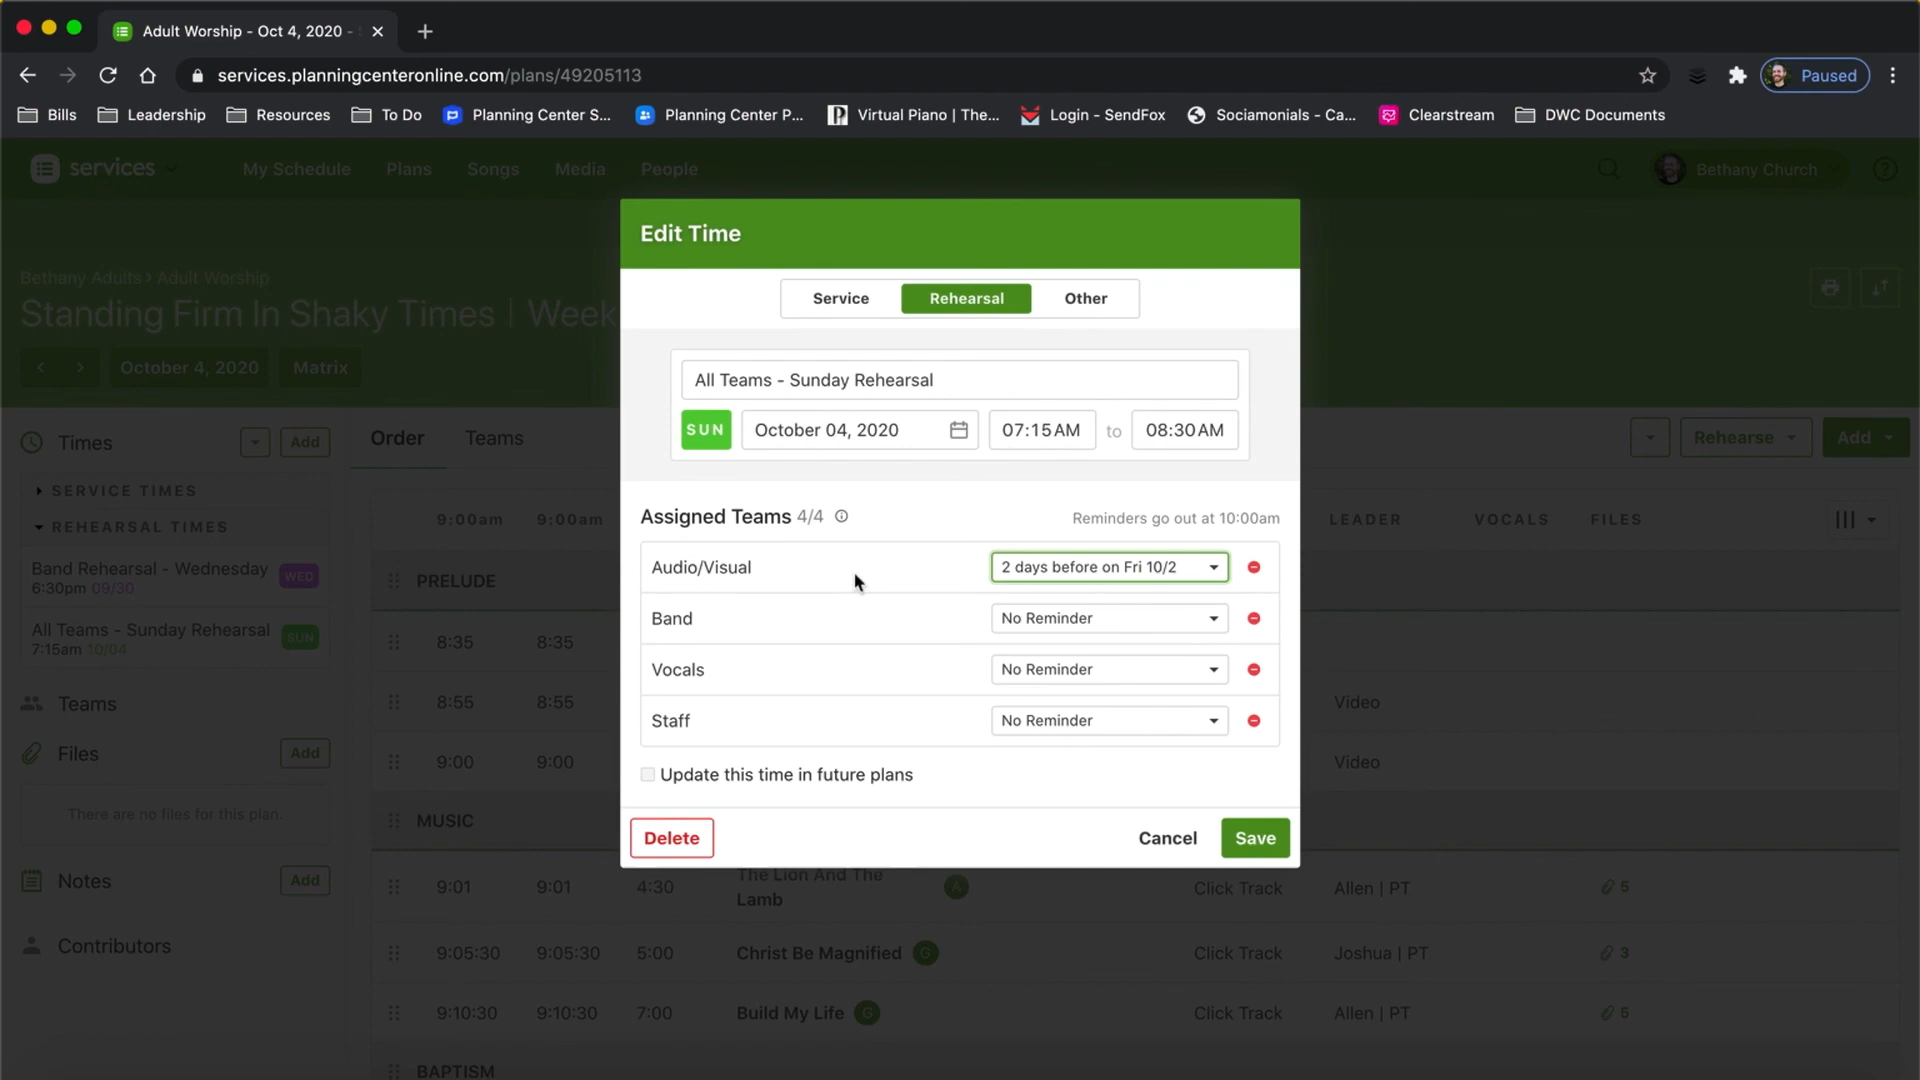 Adult Worship - Oct 4, 2020 -
services.planningcenteronline.com/plans/49205113
Paused
Bills
Leadership
Resources
To Do
Planning Center S...
Planning Center P...
Virtual Piano | The...
Login - SendFox
Sociamonials - Ca...
Clearstream
DWC Documents
services
My Schedule
Plans
Songs
Media
People
Bethany Church
Edit Time
Bethany Adults › Adult Worship
Standing Firm In Shaky Times | Week
October 4, 2020
Matrix
Service
Rehearsal
Other
All Teams - Sunday Rehearsal
SUN
October 04, 2020
07:15AM
to
08:30AM
Times
Add
Order
Teams
Rehearse
Add
SERVICE TIMES
REHEARSAL TIMES
Band Rehearsal - Wednesday
WED
6:30pm 09/30
All Teams - Sunday Rehearsal
SUN
7:15am 10/04
Teams
Files
Add
There are no files for this plan.
Notes
Add
Contributors
9:00am
9:00am
LEADER
VOCALS
FILES
PRELUDE
8:35
8:35
8:55
8:55
Video
9:00
9:00
Video
MUSIC
Assigned Teams 4/4
Reminders go out at 10:00am
Audio/Visual
2 days before on Fri 10/2
Band
No Reminder
Vocals
No Reminder
Staff
No Reminder
Update this time in future plans
Delete
Cancel
Save
9:01
9:01
4:30
The Lion And The
Lamb
A
Click Track
Allen | PT
5
9:05:30
9:05:30
5:00
Christ Be Magnified
G
Click Track
Joshua | PT
3
9:10:30
9:10:30
7:00
Build My Life
G
Click Track
Allen | PT
5
BAPTISM